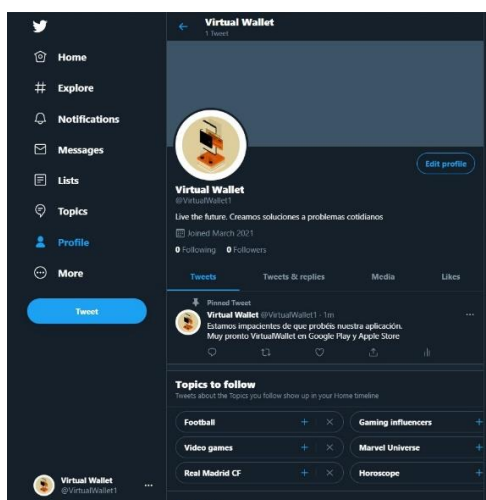 Virtual Wallet
1 Tweet
Home
Explore
Notifications
Messages
Lists
Topics
Profile
More
Tweet
Virtual Wallet
@VirtualWallet1
Edit profile
Virtual Wallet
@VirtualWallet1
Live the future. Creamos soluciones a problemas cotidianos
Joined March 2021
0 Following 0 Followers
Tweets Tweets & replies Media Likes
Pinned Tweet
Virtual Wallet @VirtualWallet1 · 1m
Estamos impacientes de que probéis nuestra aplicación.
Muy pronto VirtualWallet en Google Play y Apple Store
Topics to follow
Tweets about the Topics you follow show up in your Home timeline
Football
Gaming influencers
Video games
Marvel Universe
Real Madrid CF
Horoscope